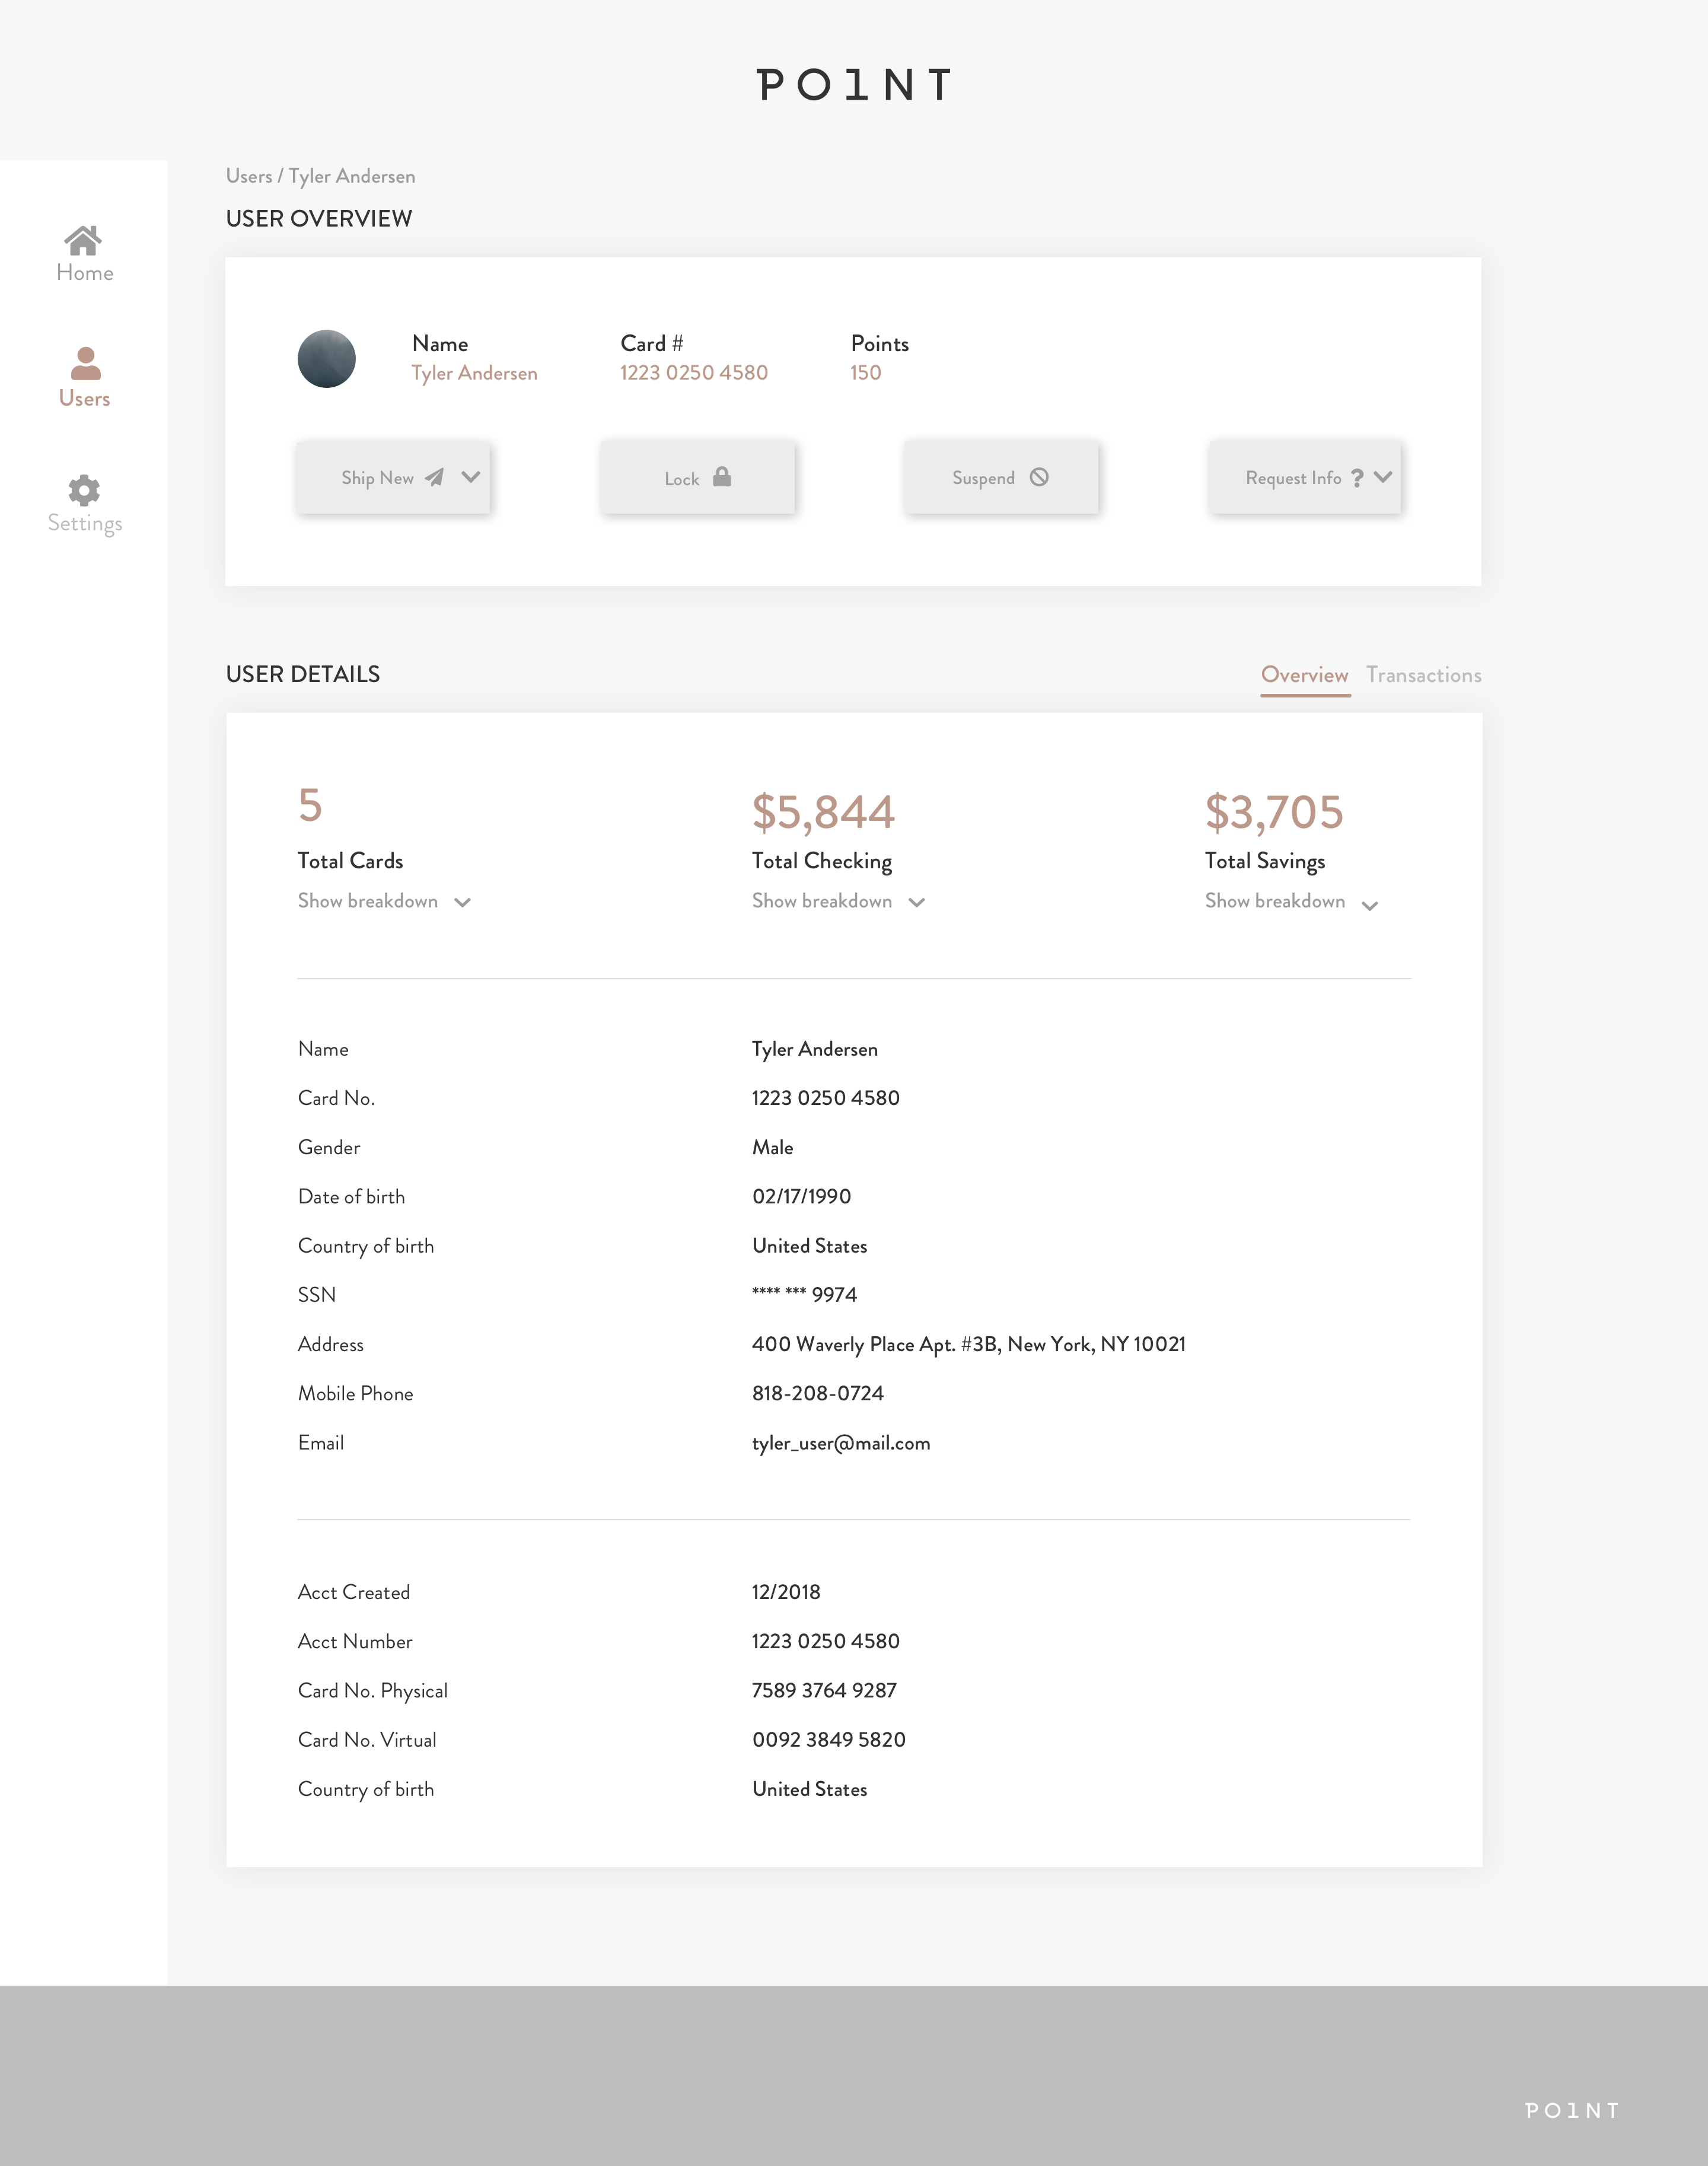 PO1NT
Users / Tyler Andersen
USER OVERVIEW
Home
Users
Settings
Name
Tyler Andersen
Card #
1223 0250 4580
Points
150
Ship New
Lock
Suspend
Request Info ?
USER DETAILS
Overview Transactions
5
Total Cards
Show breakdown
$5,844
Total Checking
Show breakdown
$3,705
Total Savings
Show breakdown
Name Tyler Andersen
Card No. 1223 0250 4580
Gender Male
Date of birth 02/17/1990
Country of birth United States
SSN **** *** 9974
Address 400 Waverly Place Apt. #3B, New York, NY 10021
Mobile Phone 818-208-0724
Email tyler_user@mail.com
Acct Created 12/2018
Acct Number 1223 0250 4580
Card No. Physical 7589 3764 9287
Card No. Virtual 0092 3849 5820
Country of birth United States
PO1NT